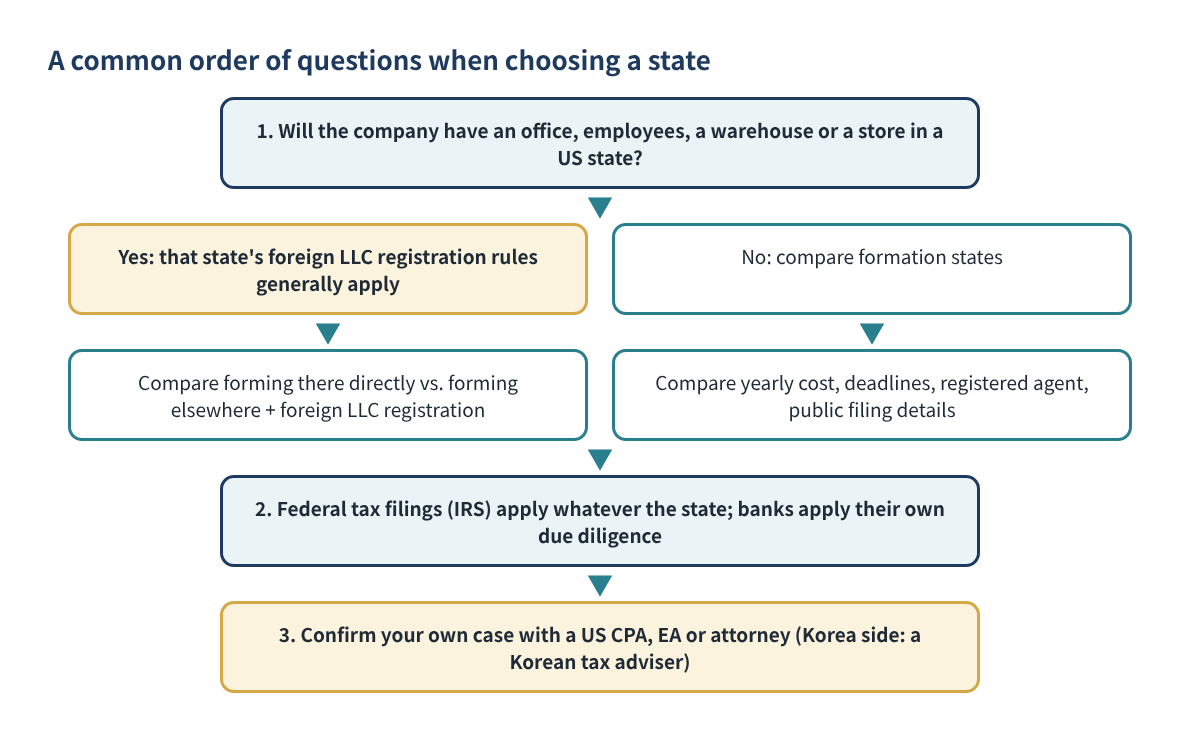 A common order of questions when choosing a state
1. Will the company have an office, employees, a warehouse or a store in a
US state?
Yes: that state's foreign LLC registration rules
generally apply
No: compare formation states
Compare forming there directly vs. forming
elsewhere + foreign LLC registration
Compare yearly cost, deadlines, registered agent,
public filing details
2. Federal tax filings (IRS) apply whatever the state; banks apply their own
due diligence
3. Confirm your own case with a US CPA, EA or attorney (Korea side: a
Korean tax adviser)